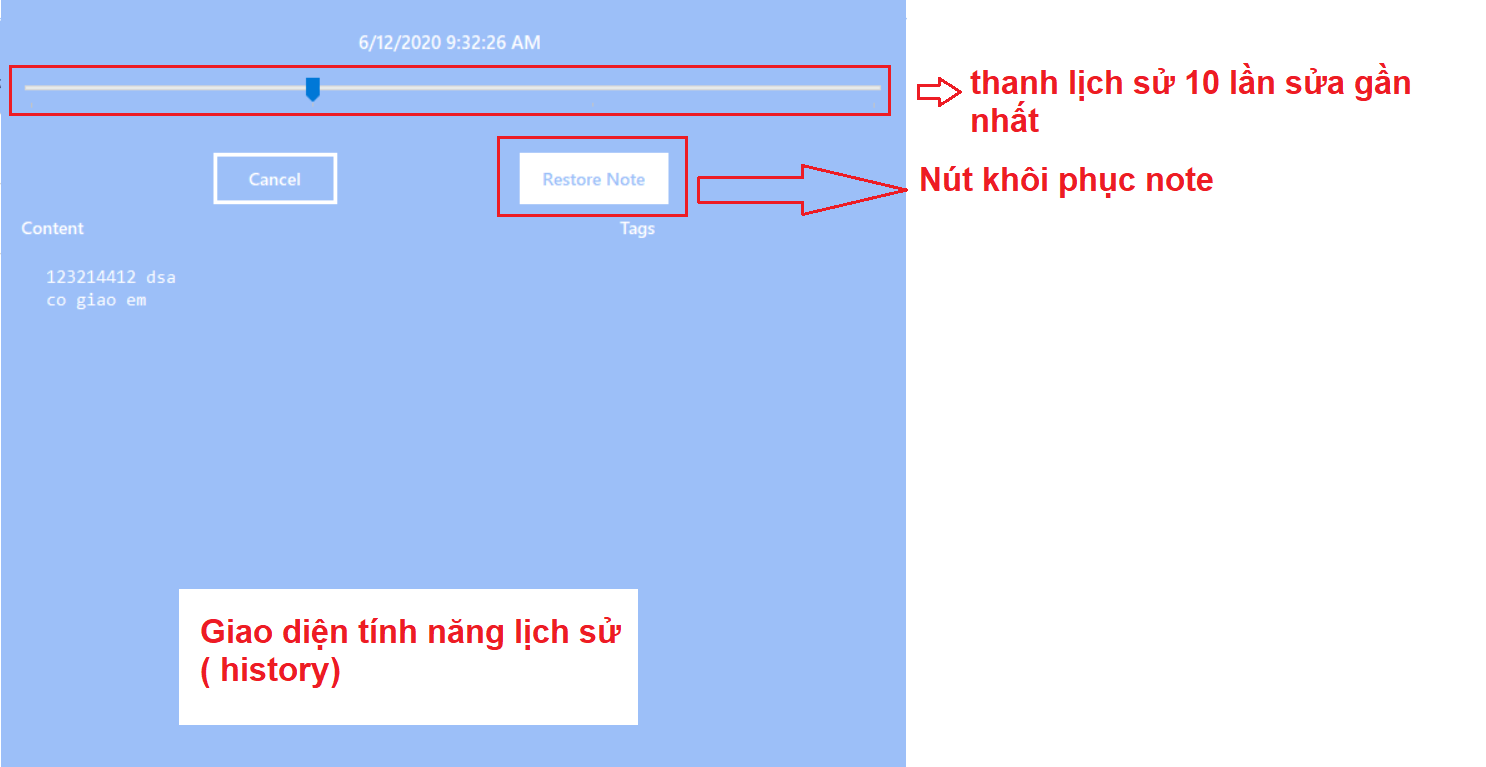 6/12/2020 9:32:26 AM
thanh lịch sử 10 lần sửa gần
nhất
Cancel
Restore Note
Nút khôi phục note
Content
Tags
123214412 dsa
co giao em
Giao diện tính năng lịch sử
( history)